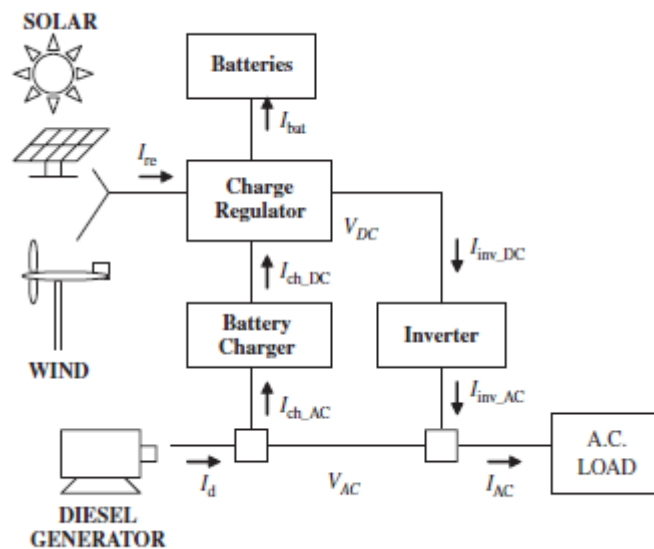 SOLAR
Batteries
I_bat
I_re
Charge
Regulator
V_DC
I_inv_DC
I_ch_DC
Battery
Charger
Inverter
WIND
I_ch_AC
I_inv_AC
A.C.
LOAD
I_d
V_AC
I_AC
DIESEL
GENERATOR